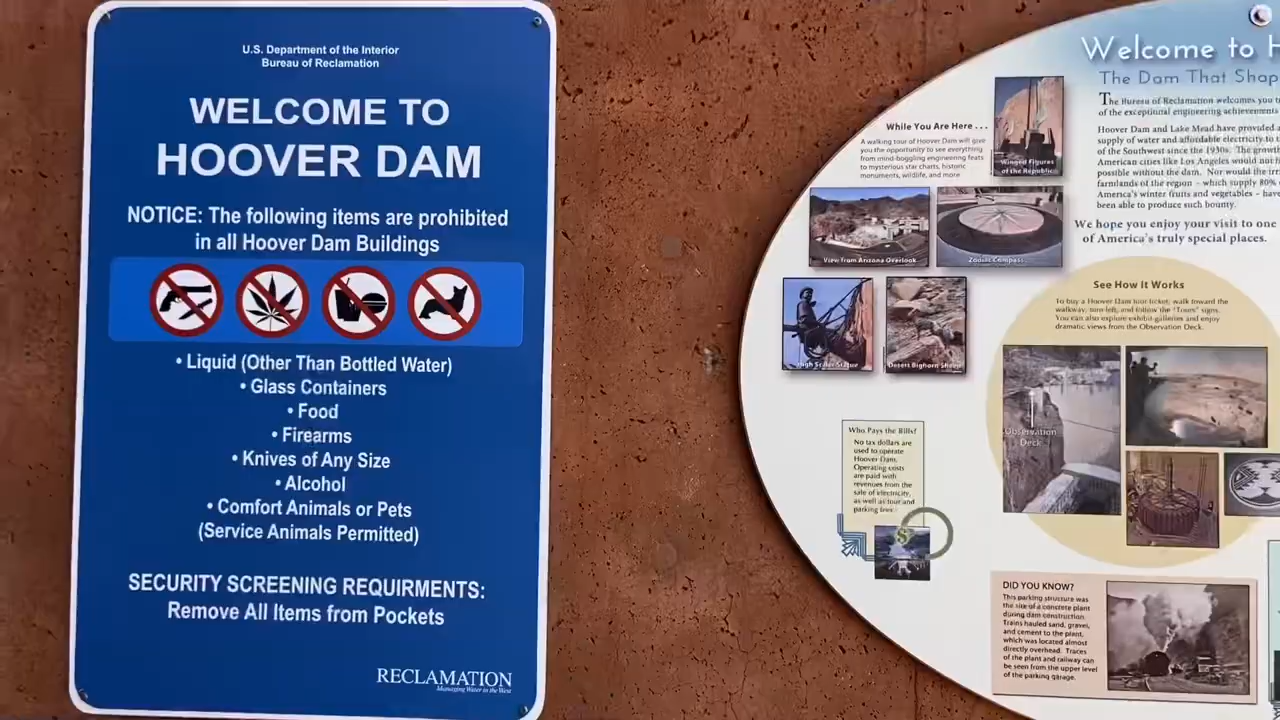 U.S. Department of the Interior
Bureau of Reclamation
WELCOME TO
HOOVER DAM
NOTICE: The following items are prohibited
in all Hoover Dam Buildings
• Liquid (Other Than Bottled Water)
• Glass Containers
• Food
• Firearms
• Knives of Any Size
• Alcohol
• Comfort Animals or Pets
(Service Animals Permitted)
SECURITY SCREENING REQUIRMENTS:
Remove All Items from Pockets
RECLAMATION
Managing Water in the West
Welcome to H
The Dam That Shap
The Bureau of Reclamation welcomes you t
of the exceptional engineering achievements
Hoover Dam and Lake Mead have provided a
supply of water and affordable electricity to t
of the Southwest since the 1930s. The growth
American cities like Los Angeles would not h
possible without the dam. Nor would the irri
farmlands of the region - which supply 80%
America's winter fruits and vegetables - have
been able to produce such bounty.
We hope you enjoy your visit to one
of America's truly special places.
While You Are Here . . .
A walking tour of Hoover Dam will give
you the opportunity to see everything
from mind-boggling engineering feats
to mysterious star charts, historic
monuments, wildlife, and more.
Winged Figures
of the Republic
View from Arizona Overlook
Zodiac Compass
High Scaler Statue
Desert Bighorn Sheep
See How It Works
To buy a Hoover Dam tour ticket, walk toward the
walkway, turn left, and follow the "Tours" signs.
You can also explore exhibit galleries and enjoy
dramatic views from the Observation Deck.
Observation
Deck
Who Pays the Bills?
No tax dollars are
used to operate
Hoover Dam.
Operating costs
are paid with
revenues from the
sale of electricity,
as well as tour and
parking fees.
$
DID YOU KNOW?
This parking structure was
the site of a concrete plant
during dam construction.
Trains hauled sand, gravel,
and cement to the plant,
which was located almost
directly overhead. Traces
of the plant and railway can
be seen from the upper level
of the parking garage.